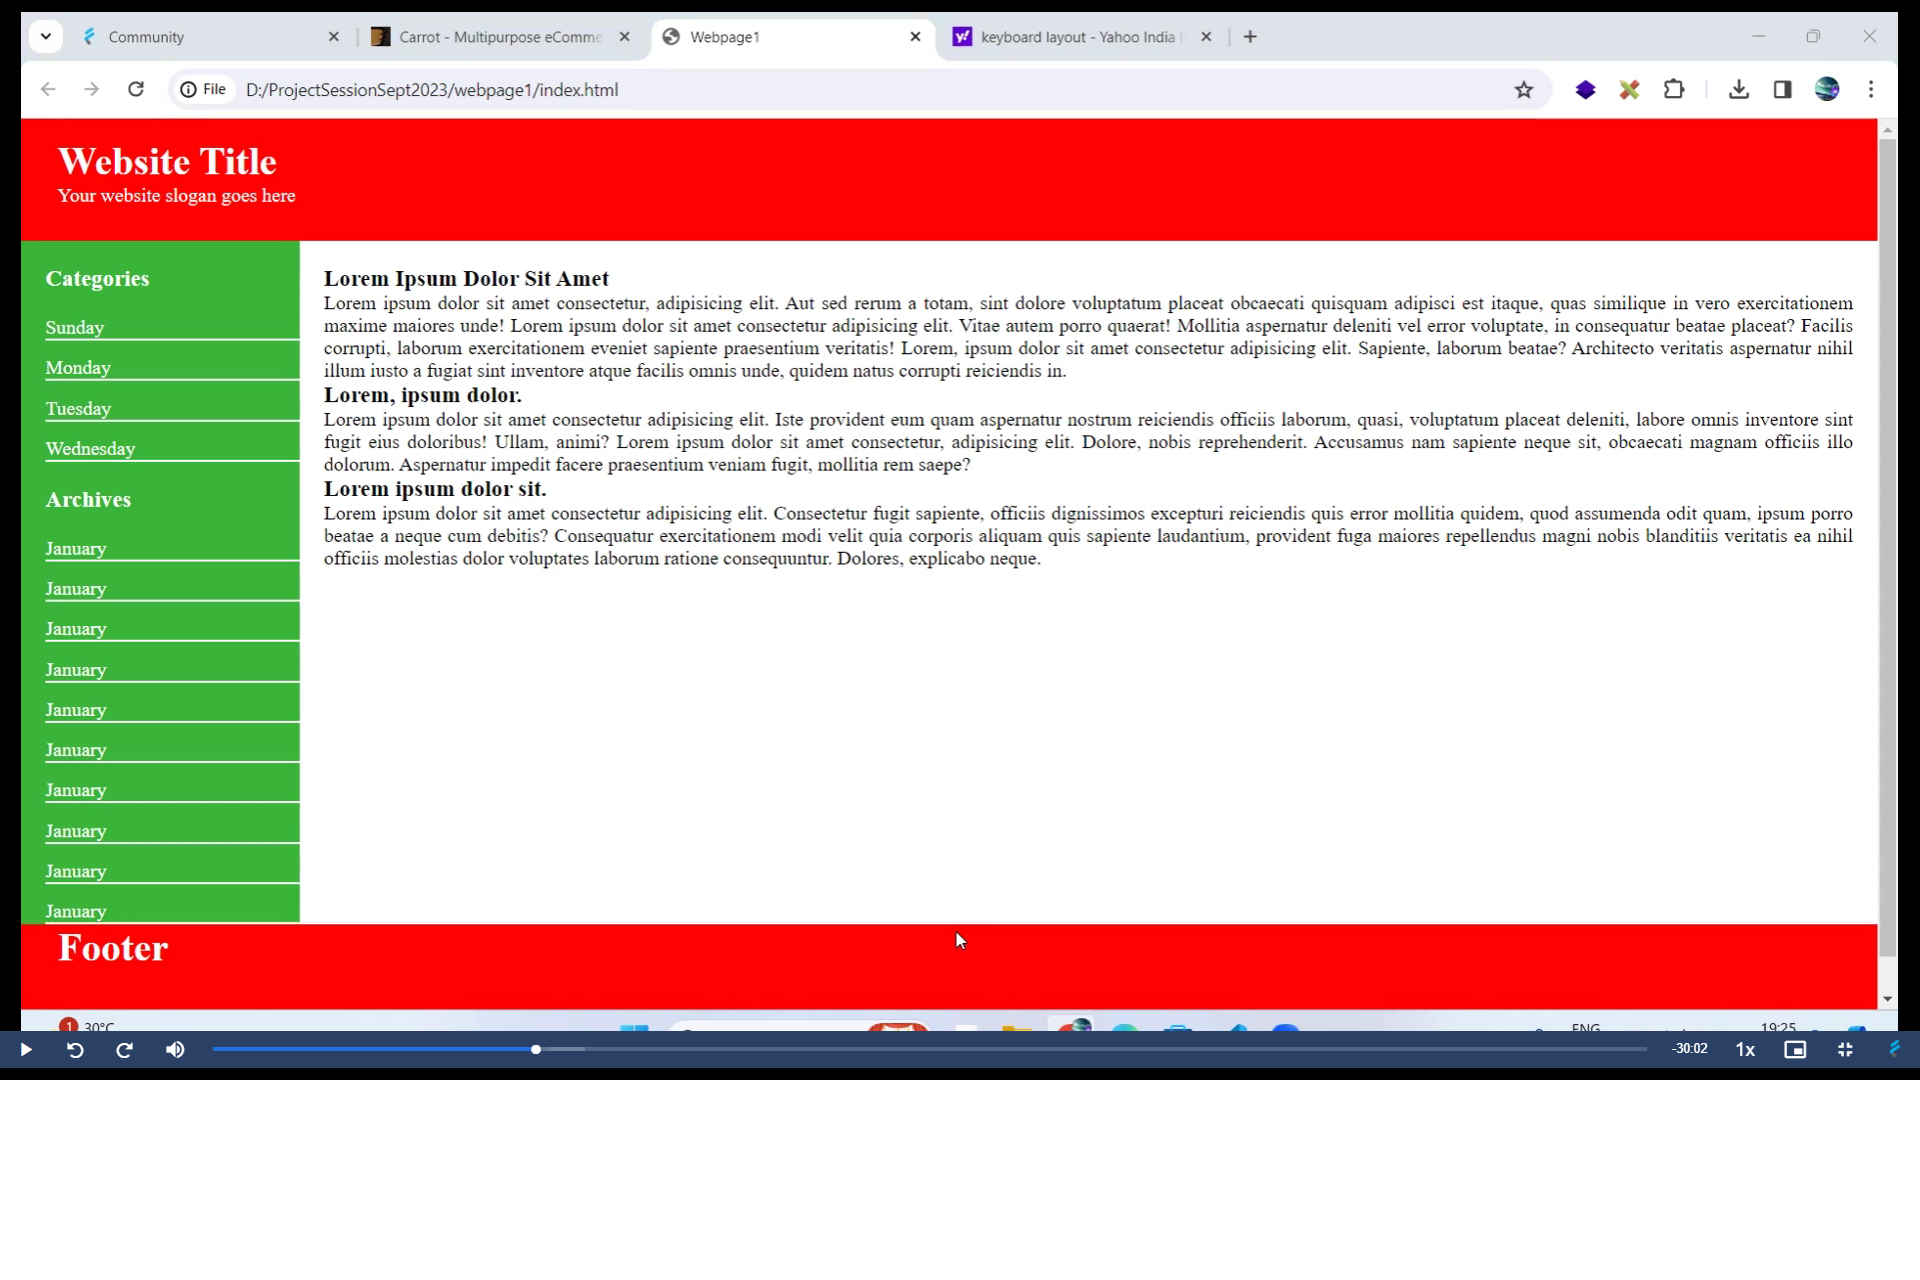 Community
Carrot - Multipurpose eComme
Webpage1
keyboard layout - Yahoo India
File
D:/ProjectSessionSept2023/webpage1/index.html
Website Title
Your website slogan goes here
Categories
Sunday
Monday
Tuesday
Wednesday
Archives
January
January
January
January
January
January
January
January
January
January
Lorem Ipsum Dolor Sit Amet
Lorem ipsum dolor sit amet consectetur, adipisicing elit. Aut sed rerum a totam, sint dolore voluptatum placeat obcaecati quisquam adipisci est itaque, quas similique in vero exercitationem
maxime maiores unde! Lorem ipsum dolor sit amet consectetur adipisicing elit. Vitae autem porro quaerat! Mollitia aspernatur deleniti vel error voluptate, in consequatur beatae placeat? Facilis
corrupti, laborum exercitationem eveniet sapiente praesentium veritatis! Lorem, ipsum dolor sit amet consectetur adipisicing elit. Sapiente, laborum beatae? Architecto veritatis aspernatur nihil
illum iusto a fugiat sint inventore atque facilis omnis unde, quidem natus corrupti reiciendis in.
Lorem, ipsum dolor.
Lorem ipsum dolor sit amet consectetur adipisicing elit. Iste provident eum quam aspernatur nostrum reiciendis officiis laborum, quasi, voluptatum placeat deleniti, labore omnis inventore sint
fugit eius doloribus! Ullam, animi? Lorem ipsum dolor sit amet consectetur, adipisicing elit. Dolore, nobis reprehenderit. Accusamus nam sapiente neque sit, obcaecati magnam officiis illo
dolorum. Aspernatur impedit facere praesentium veniam fugit, mollitia rem saepe?
Lorem ipsum dolor sit.
Lorem ipsum dolor sit amet consectetur adipisicing elit. Consectetur fugit sapiente, officiis dignissimos excepturi reiciendis quis error mollitia quidem, quod assumenda odit quam, ipsum porro
beatae a neque cum debitis? Consequatur exercitationem modi velit quia corporis aliquam quis sapiente laudantium, provident fuga maiores repellendus magni nobis blanditiis veritatis ea nihil
officiis molestias dolor voluptates laborum ratione consequuntur. Dolores, explicabo neque.
Footer
1
30°C
ENG
19:25
-30:02
1x